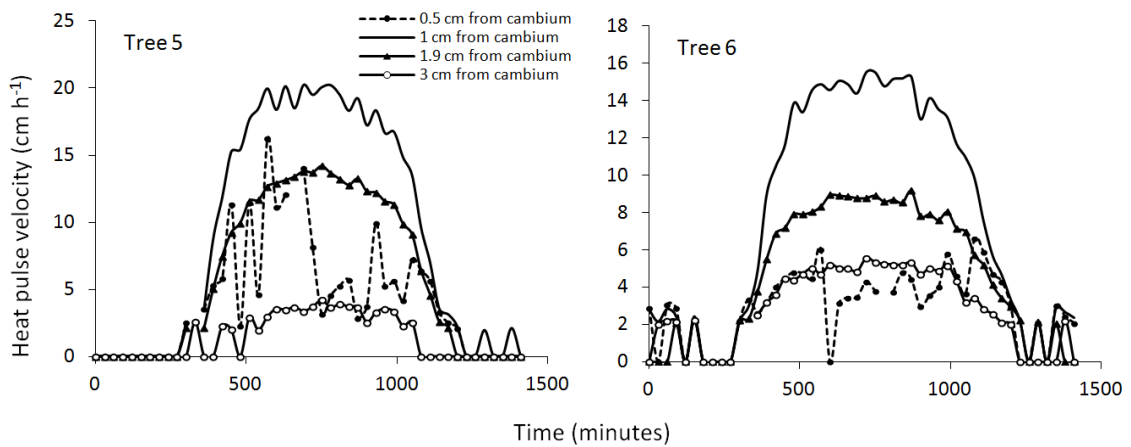 Tree 5
0.5 cm from cambium
1 cm from cambium
1.9 cm from cambium
3 cm from cambium
Heat pulse velocity (cm h⁻¹)
25
20
15
10
5
0
0 500 1000 1500
Tree 6
18
16
14
12
10
8
6
4
2
0
0 500 1000 1500
Time (minutes)